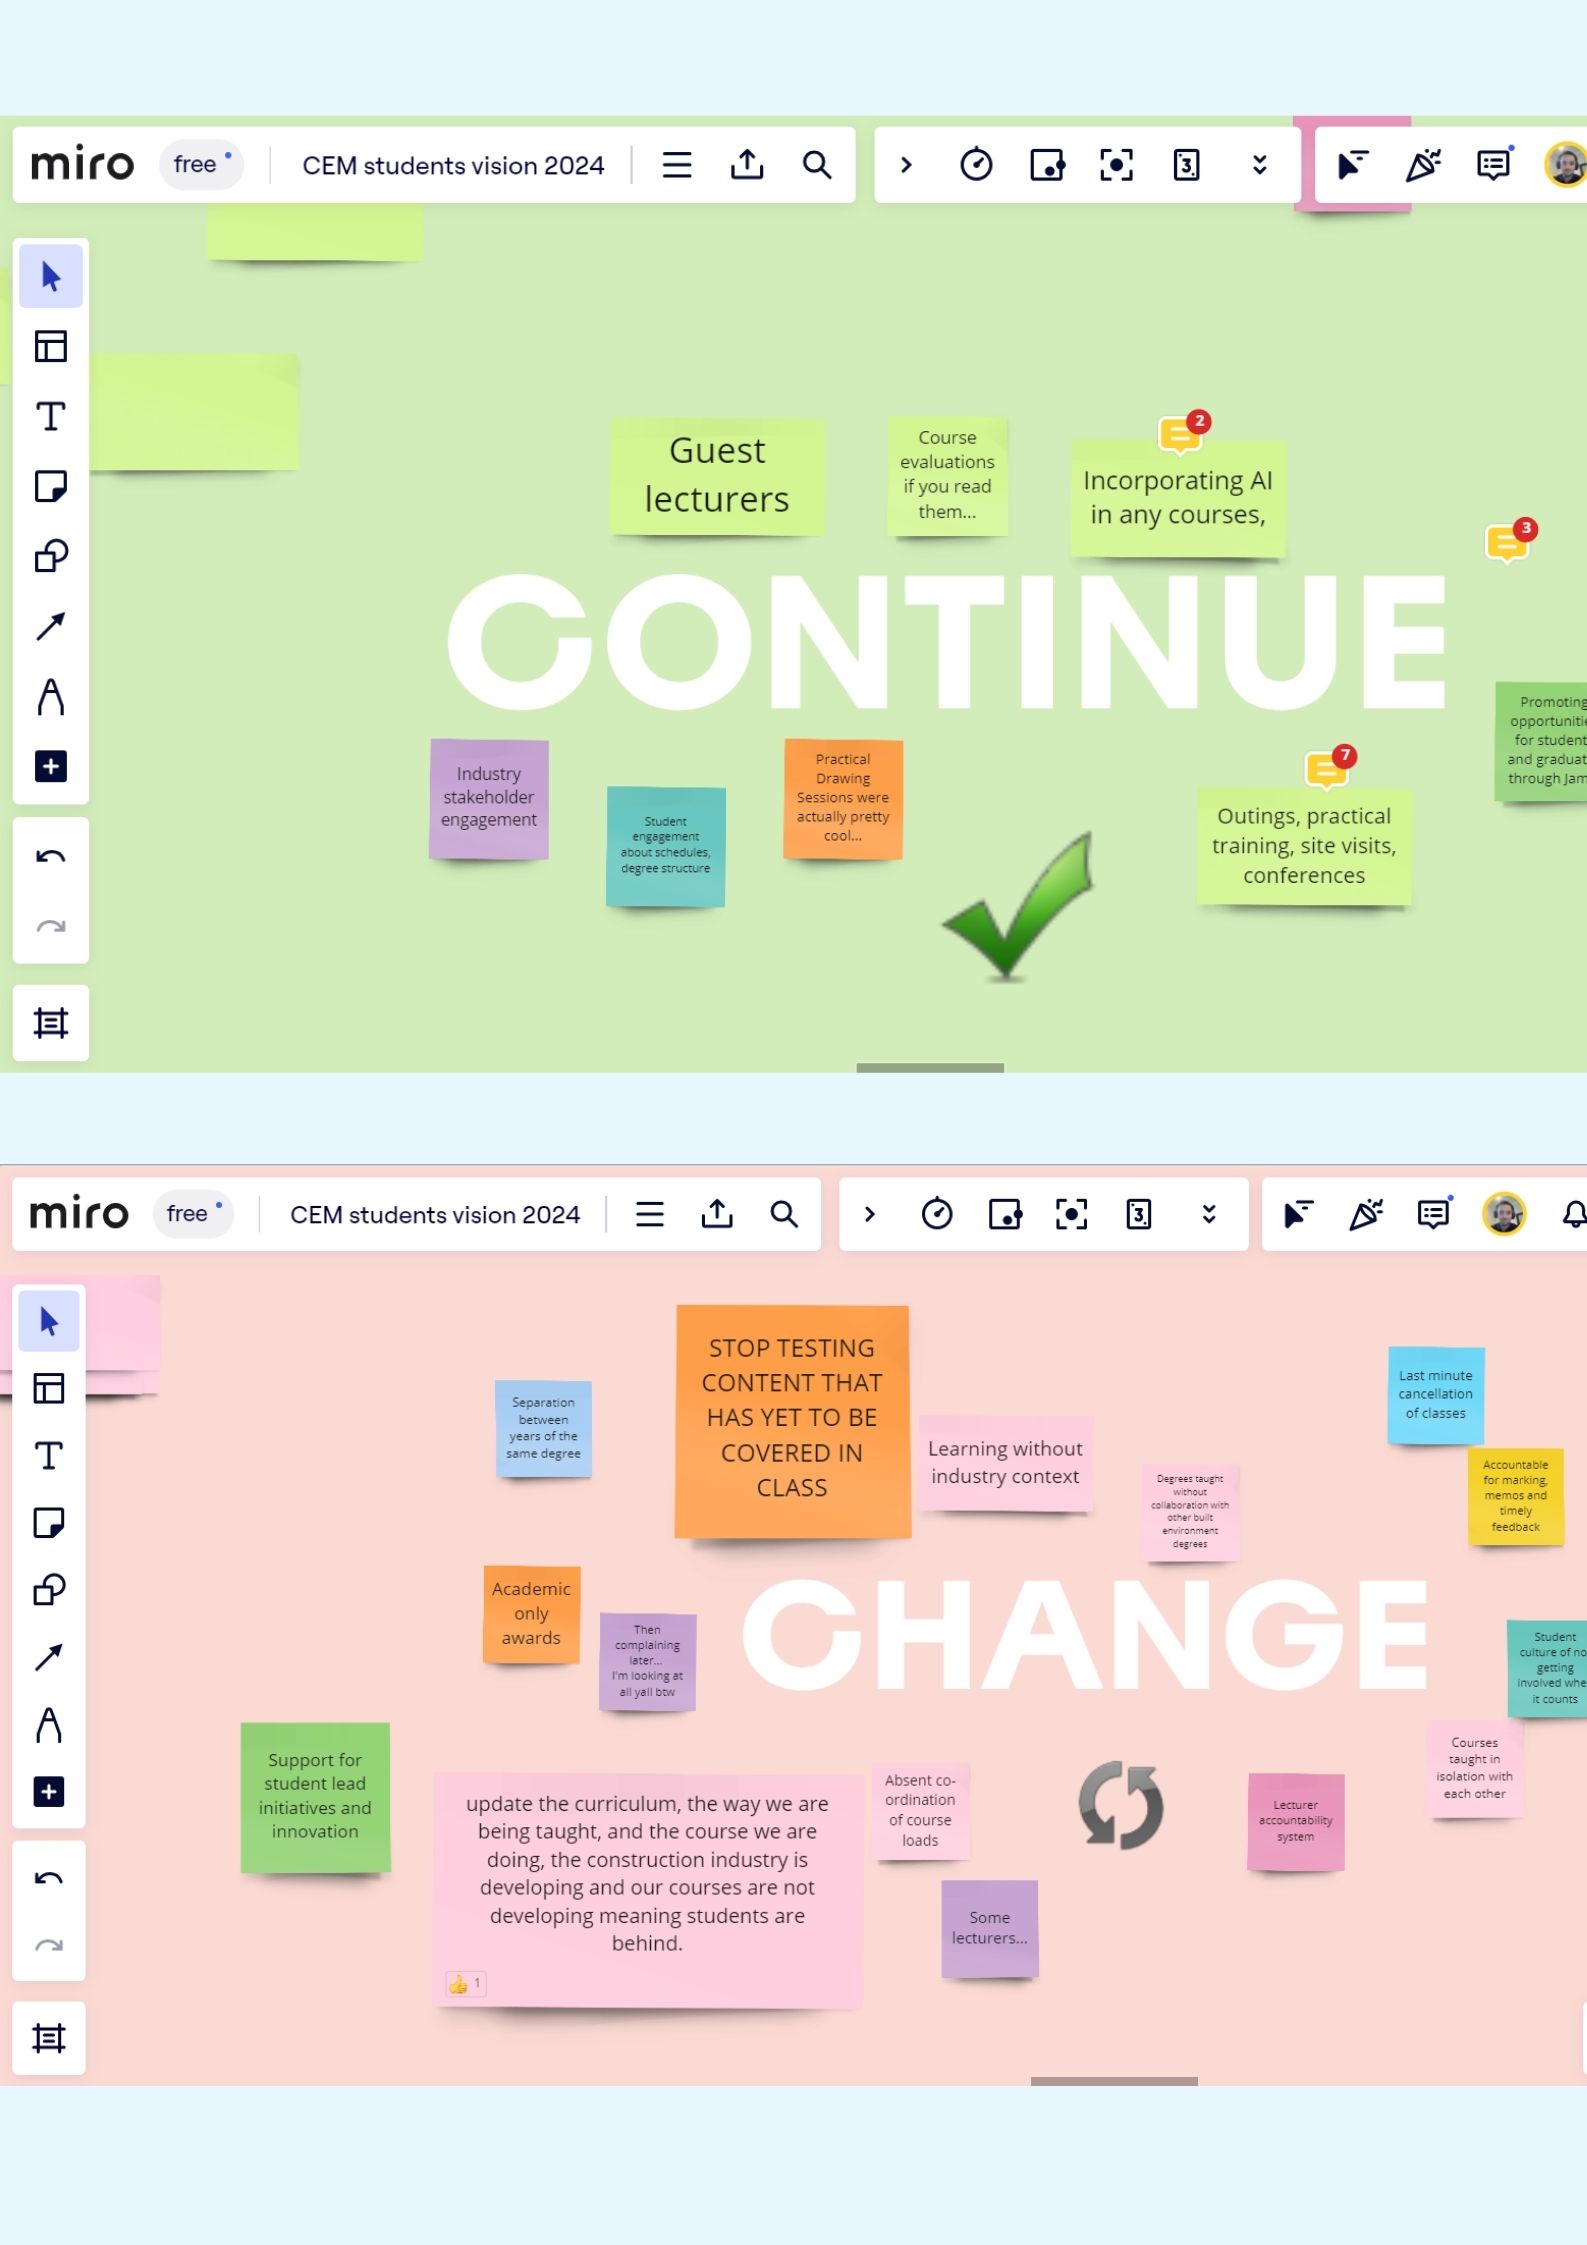 miro free CEM students vision 2024
3
Guest
lecturers
Course
evaluations
if you read
them...
2
Incorporating AI
in any courses,
3
CONTINUE
Industry
stakeholder
engagement
Student
engagement
about schedules,
degree structure
Practical
Drawing
Sessions were
actually pretty
cool...
7
Outings, practical
training, site visits,
conferences
Promoting
for student
through
miro free CEM students vision 2024
3
Separation
between
years of the
same degree
STOP TESTING
CONTENT THAT
HAS YET TO BE
COVERED IN
CLASS
Learning without
industry context
Degrees taught
without
collaboration with
other built
environment
degrees
Last minute
cancellation
of classes
Accountable
for marking,
memos and
timely
feedback
Academic
only
awards
Then
complaining
later...
I'm looking at
all yall btw
CHANGE
Student
culture of
getting
involved
it counts
Support for
student lead
initiatives and
innovation
update the curriculum, the way we are
being taught, and the course we are
doing, the construction industry is
developing and our courses are not
developing meaning students are
behind.
1
Absent co-
ordination
of course
loads
Some
lecturers...
Lecturer
accountability
system
Courses
taught in
isolation with
each other